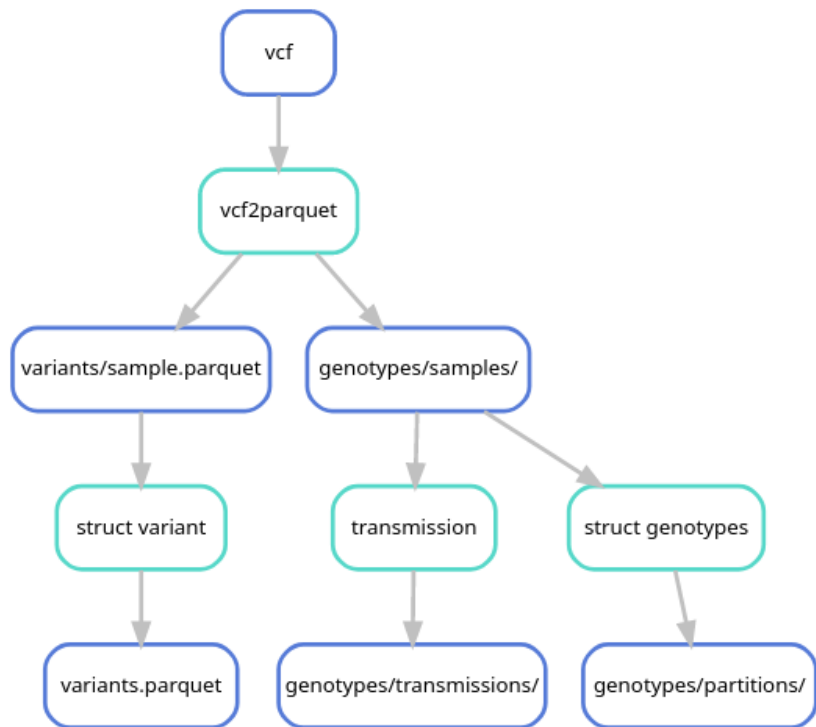 vcf
vcf2parquet
variants/sample.parquet
genotypes/samples/
struct variant
transmission
struct genotypes
variants.parquet
genotypes/transmissions/
genotypes/partitions/